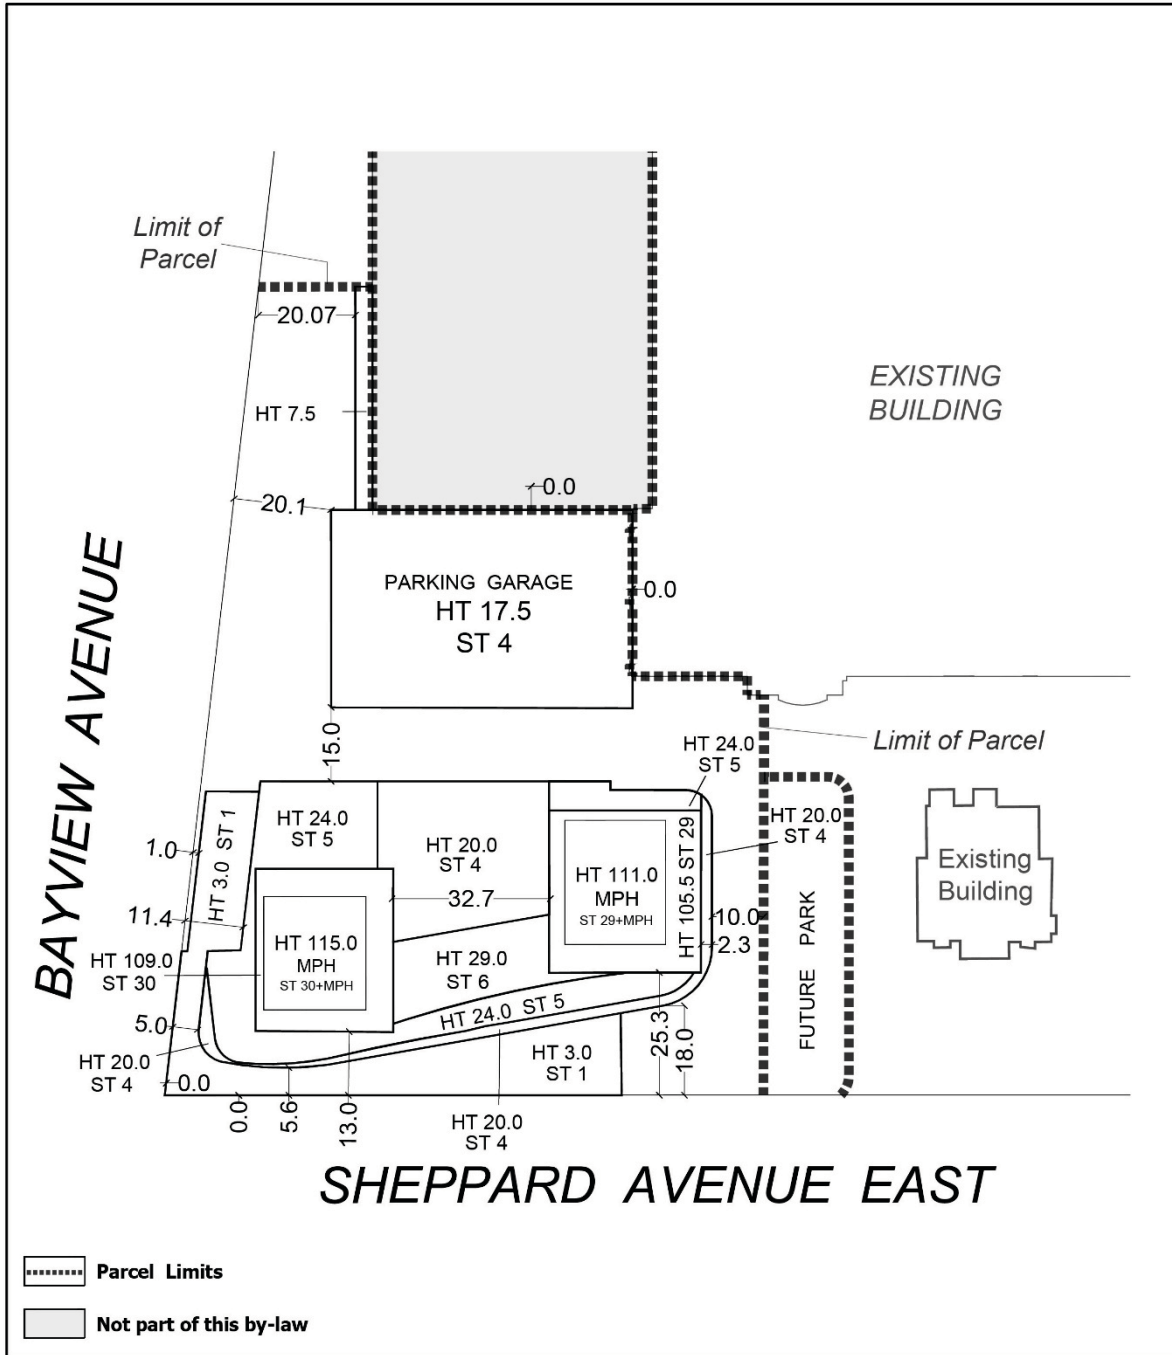 Limit of
Parcel
20.07
EXISTING
BUILDING
HT 7.5
0.0
20.1
PARKING GARAGE
HT 17.5
ST 4
0.0
BAYVIEW AVENUE
15.0
HT 24.0
ST 5
Limit of Parcel
HT 24.0
ST 5
HT 20.0
ST 4
HT 20.0
ST 4
1.0
HT 3.0 ST 1
HT 111.0
MPH
ST 29+MPH
HT 105.5 ST 29
Existing
Building
32.7
11.4
10.0
2.3
HT 115.0
MPH
ST 30+MPH
HT 109.0
ST 30
HT 29.0
ST 6
FUTURE PARK
HT 24.0 ST 5
5.0
HT 20.0
ST 4
0.0
HT 3.0
ST 1
25.3
18.0
0.0
5.6
13.0
HT 20.0
ST 4
SHEPPARD AVENUE EAST
Parcel Limits
Not part of this by-law